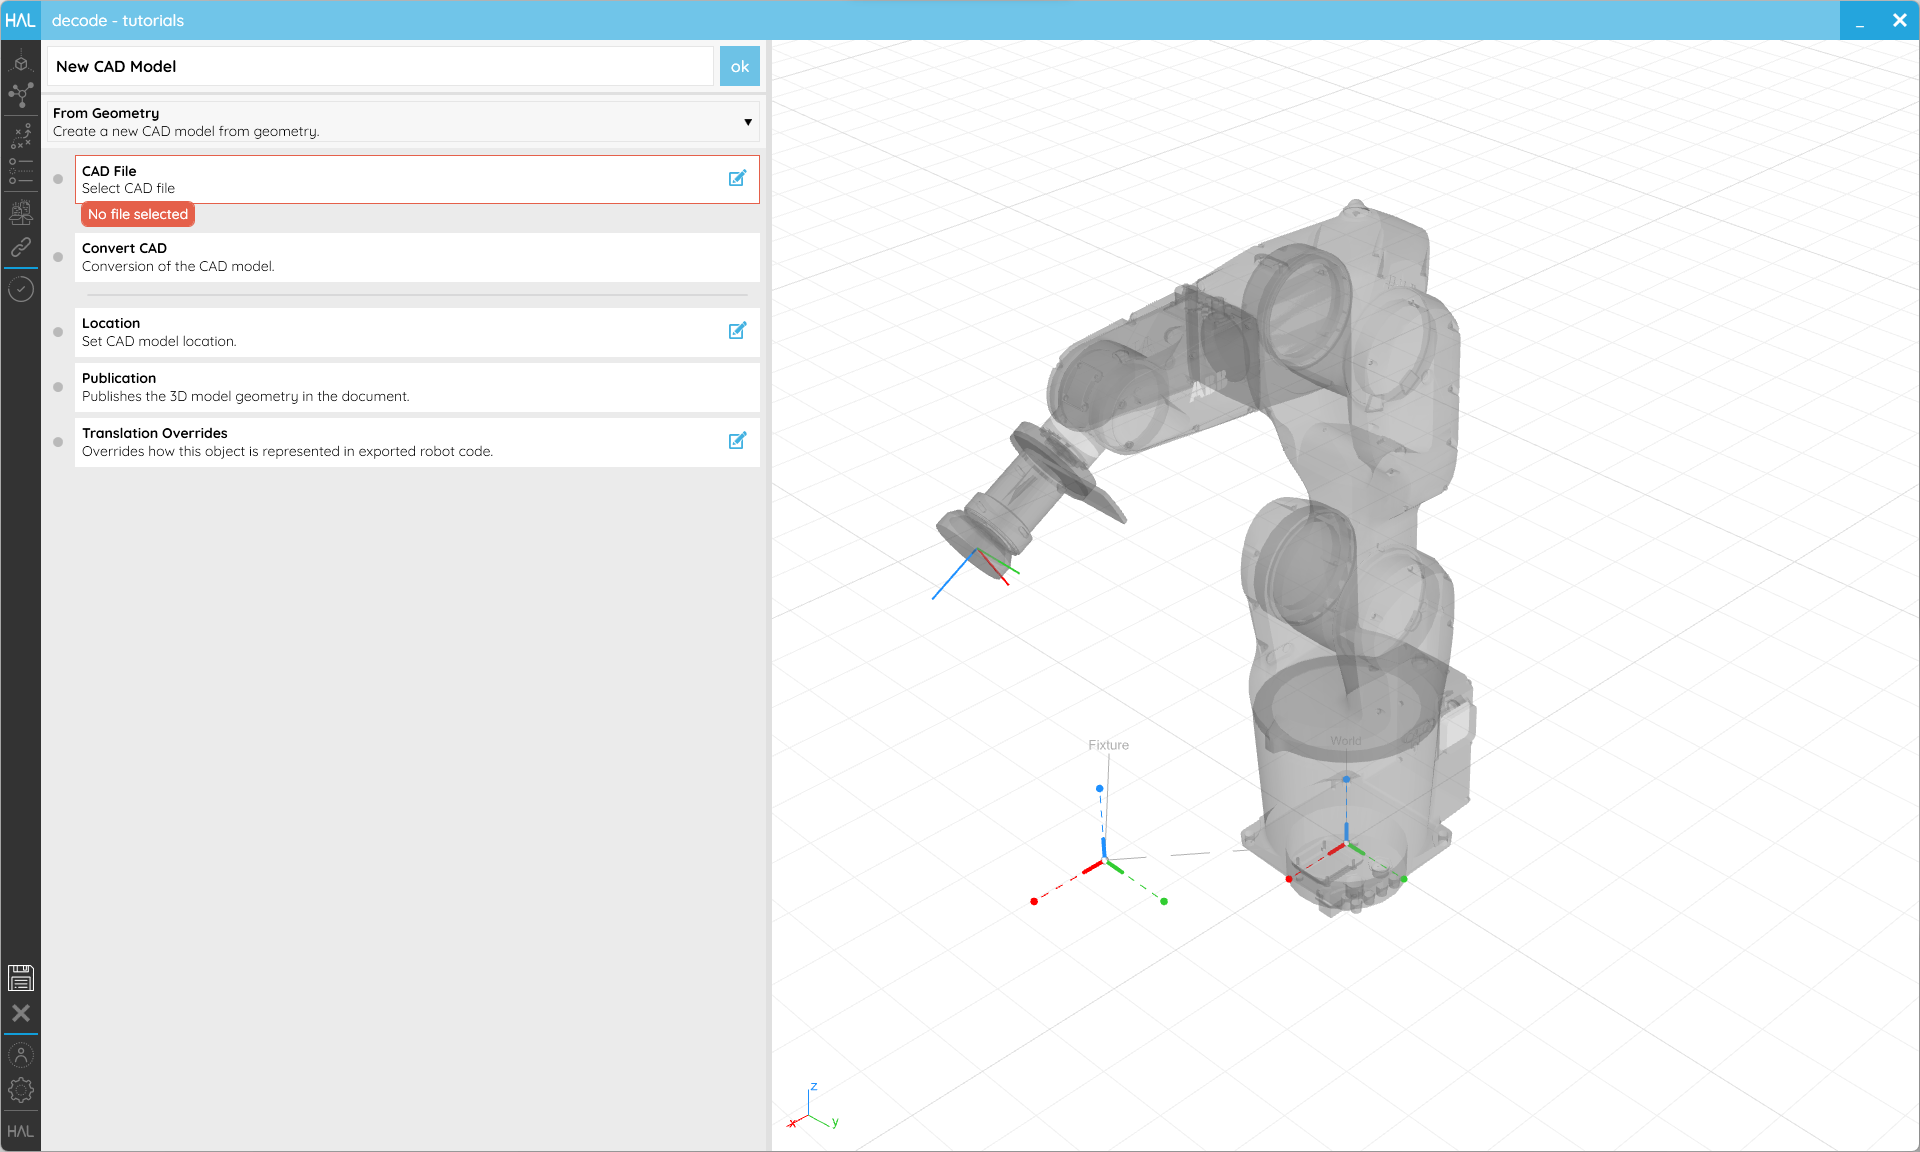 HAL decode - tutorials
New CAD Model
ok
From Geometry
Create a new CAD model from geometry.
CAD File
Select CAD file
No file selected
Convert CAD
Conversion of the CAD model.
Location
Set CAD model location.
Publication
Publishes the 3D model geometry in the document.
Translation Overrides
Overrides how this object is represented in exported robot code.
HAL
ABB
Fixture
World
z
x
y